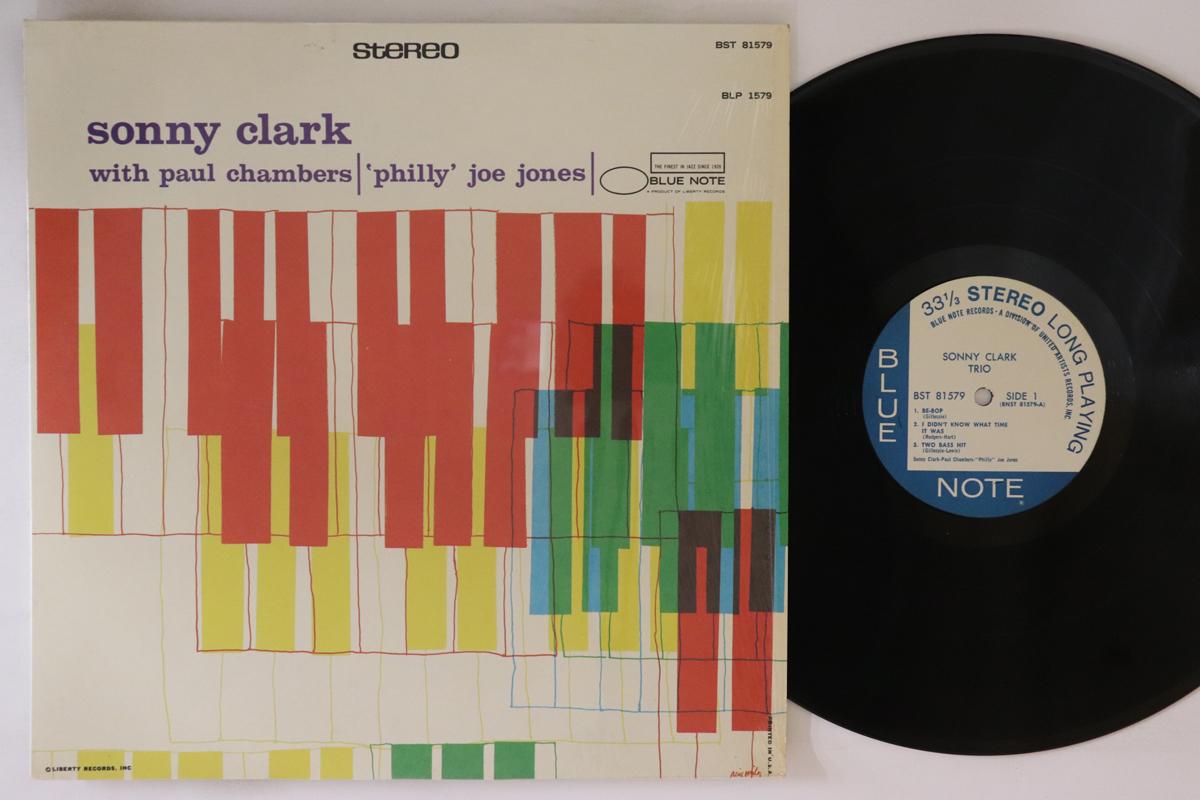 STEREO
BST 81579
BLP 1579
sonny clark
with paul chambers 'philly' joe jones
THE FINEST IN JAZZ SINCE 1939
BLUE NOTE
A PRODUCT OF LIBERTY RECORDS
© LIBERTY RECORDS, INC
PRINTED IN U.S.A.
33 1/3 STEREO LONG PLAYING
BLUE NOTE RECORDS · A DIVISION OF UNITED ARTISTS RECORDS, INC.
SONNY CLARK
TRIO
BST 81579
SIDE 1
(BNST 81579-A)
1. BE-BOP
(Gillespie)
2. I DIDN'T KNOW WHAT TIME
IT WAS
(Rodgers-Hart)
3. TWO BASS HIT
(Gillespie-Lewis)
Sonny Clark-Paul Chambers-"Philly" Joe Jones
BLUE
NOTE
®